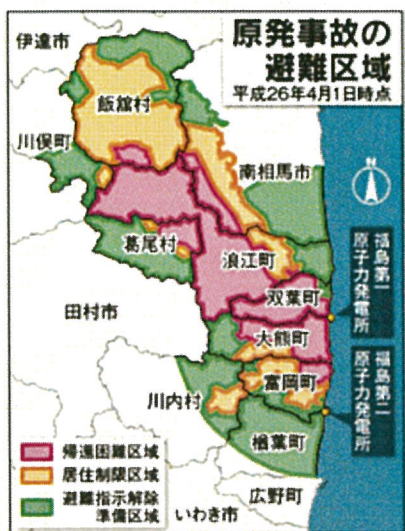 原発事故の
避難区域
平成26年4月1日時点
伊達市
飯舘村
川俣町
南相馬市
N
葛尾村
浪江町
福島第一
原子力発電所
双葉町
田村市
大熊町
福島第二
原子力発電所
富岡町
川内村
楢葉町
帰還困難区域
居住制限区域
避難指示解除
準備区域
広野町
いわき市